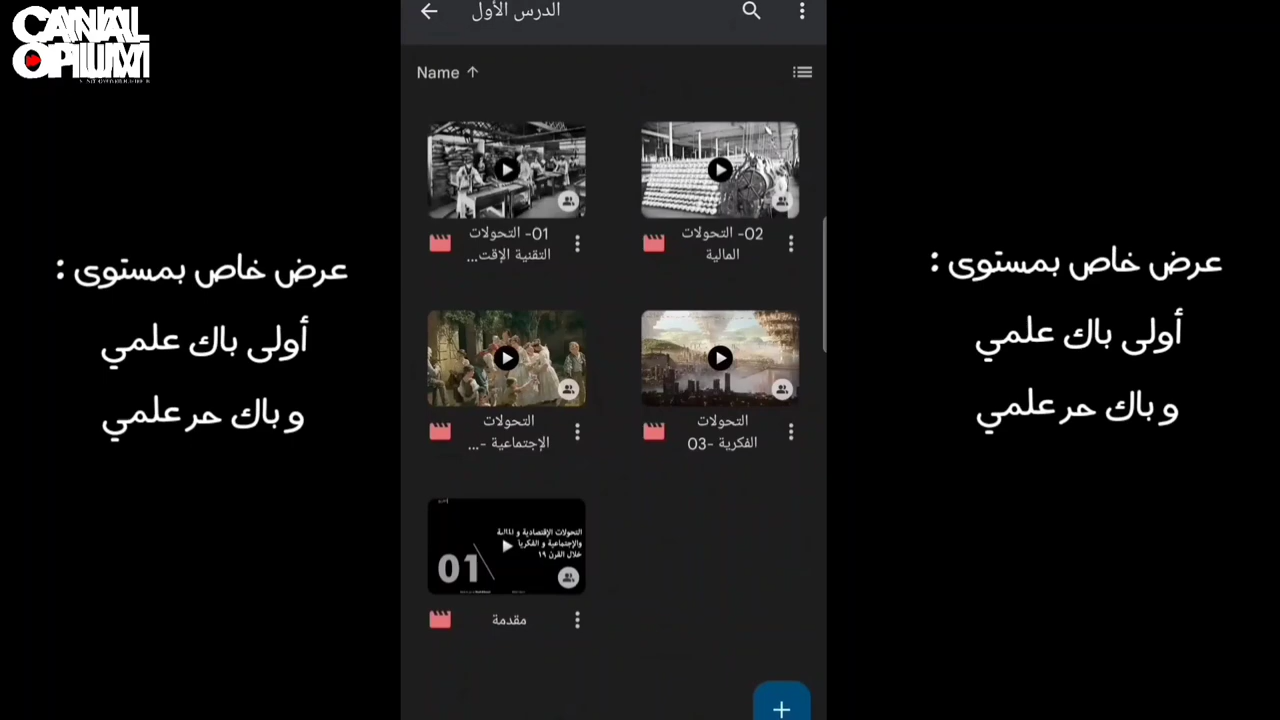 CANAL
OPIUM
الدرس الأول
Name
عرض خاص بمستوى :
أولى باك علمي
و باك حر علمي
01- التحولات
التقنية الإقت...
02- التحولات
المالية
التحولات
الإجتماعية -...
التحولات
الفكرية -03
التحولات الإقتصادية و المالية
والإجتماعية و الفكرية
خلال القرن ١٩
01
مقدمة
عرض خاص بمستوى :
أولى باك علمي
و باك حر علمي